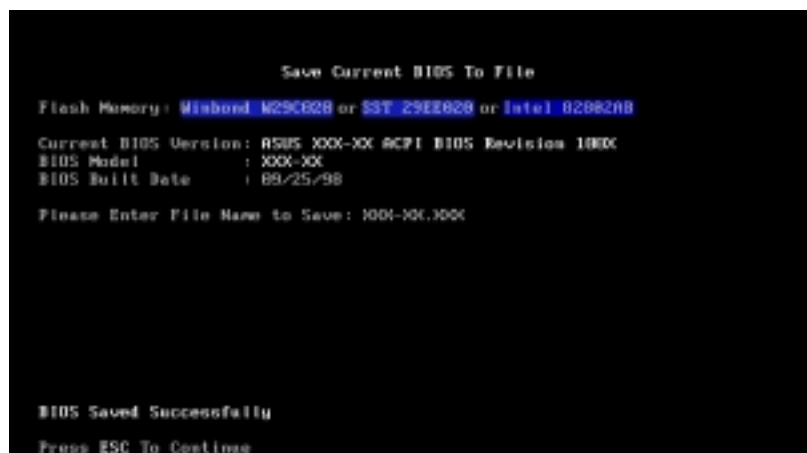 Save Current BIOS To File
Flash Memory: Winbond W29C020 or SST 29EE020 or Intel 82802AB
Current BIOS Version: ASUS XXX-XX ACPI BIOS Revision 100X
BIOS Model : XXX-XX
BIOS Built Date : 09/25/98
Please Enter File Name to Save: XXX-XX.XXX
BIOS Saved Successfully
Press ESC To Continue